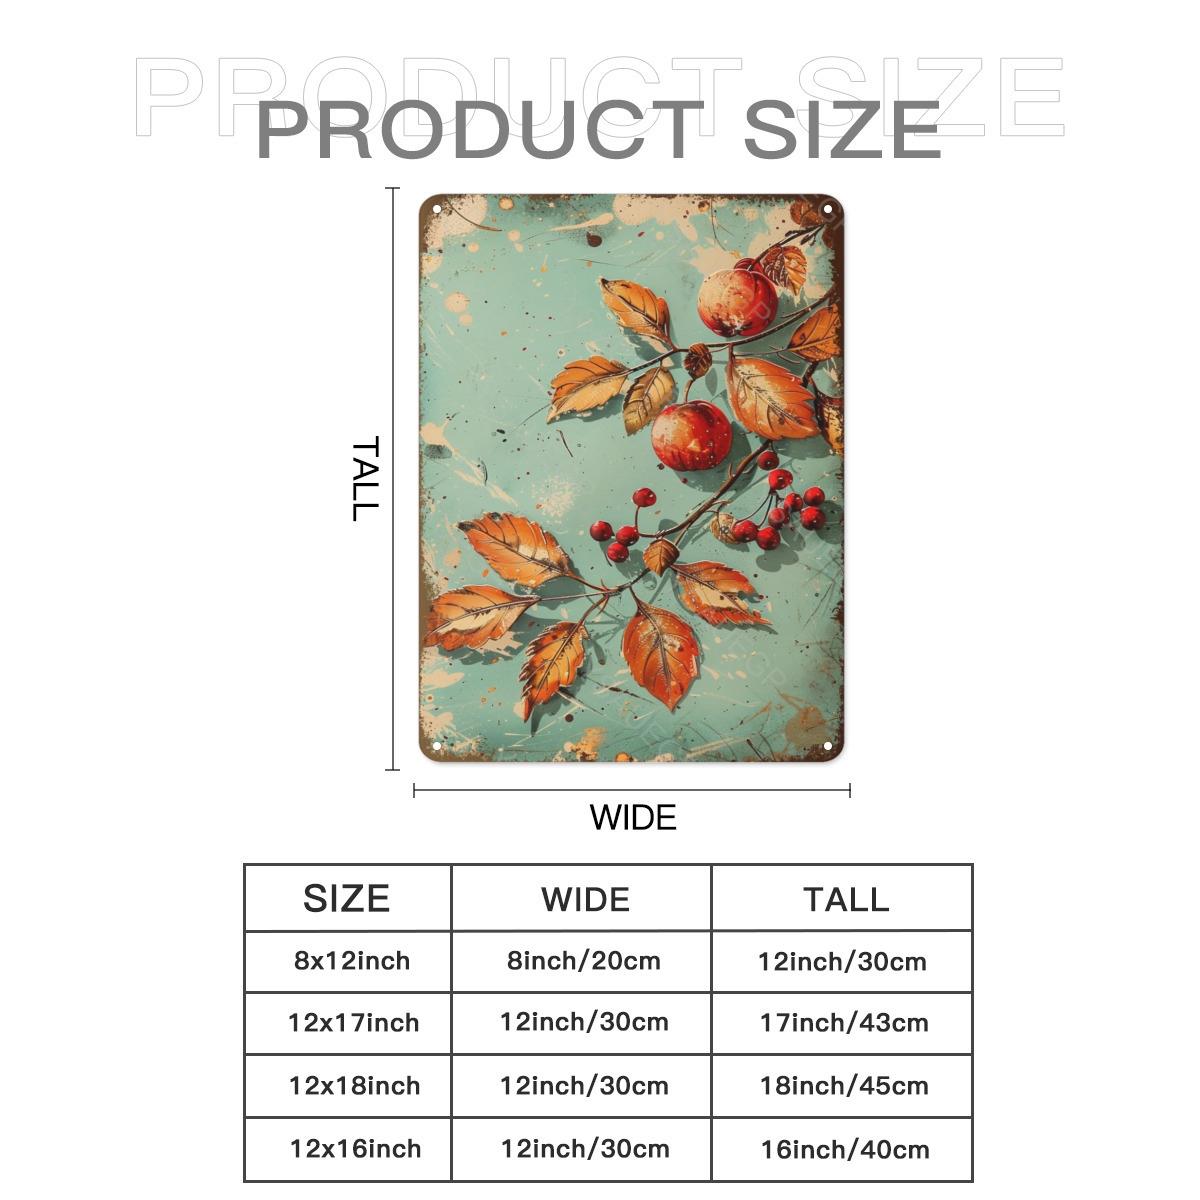 PRODUCT SIZE
PRODUCT SIZE
TALL
WIDE
SIZE WIDE TALL
8x12inch 8inch/20cm 12inch/30cm
12x17inch 12inch/30cm 17inch/43cm
12x18inch 12inch/30cm 18inch/45cm
12x16inch 12inch/30cm 16inch/40cm